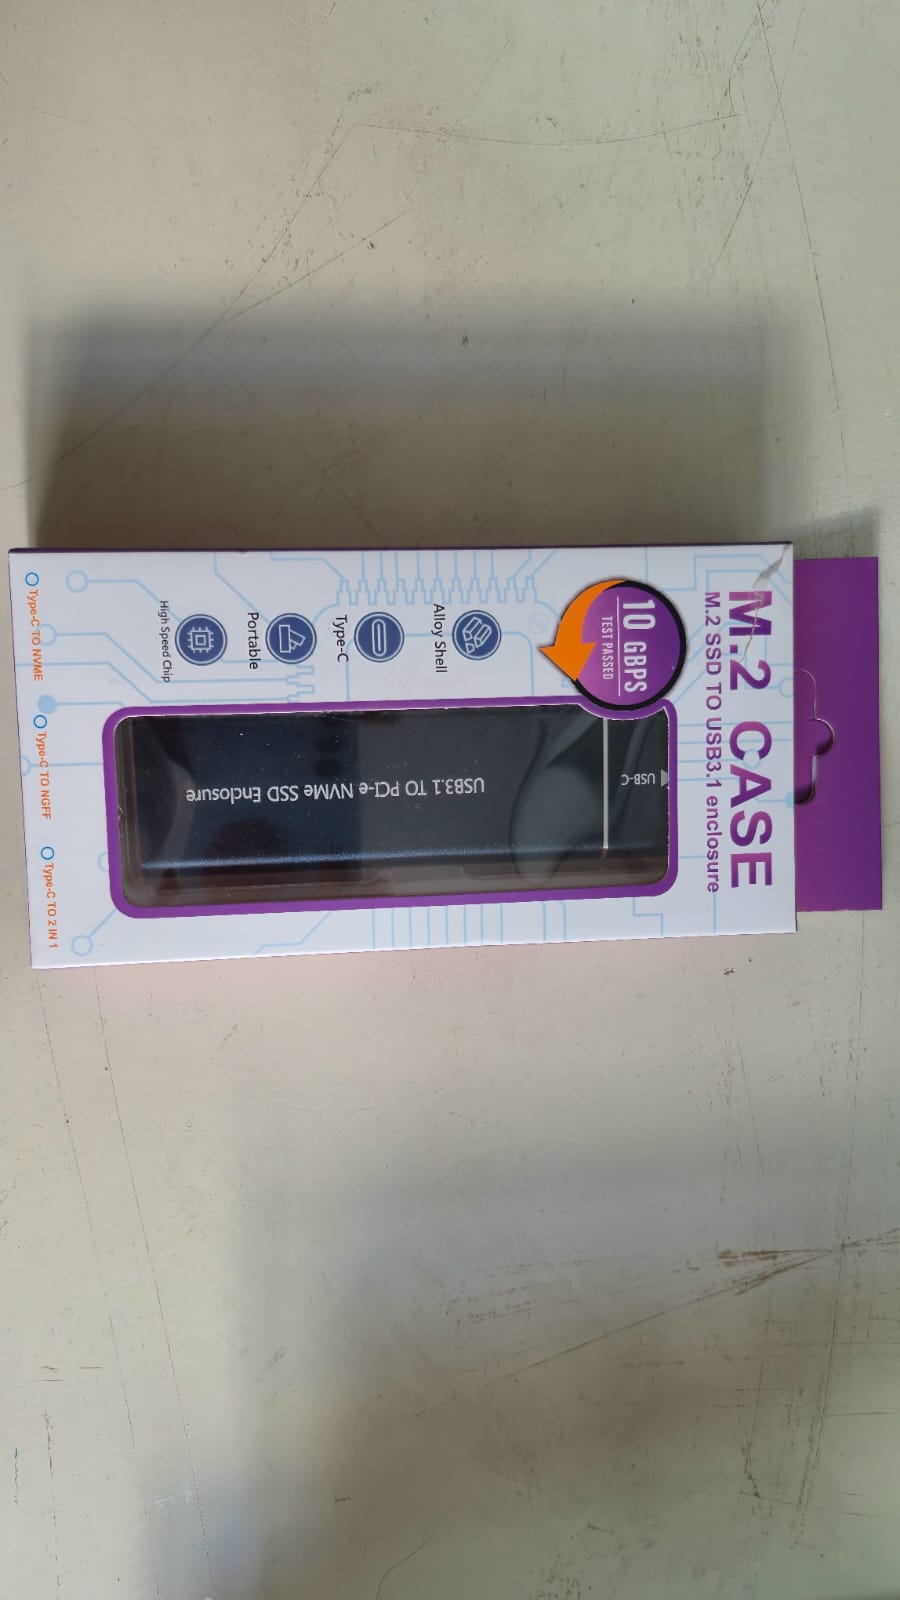 M.2 CASE
M.2 SSD TO USB3.1 enclosure
10 GBPS
TEST PASSED
USB-C
USB3.1 TO PCI-e NVMe SSD Enclosure
Alloy Shell
Type-C
Portable
High Speed Chip
Type-C TO NVME
Type-C TO NGFF
Type-C TO 2 IN 1